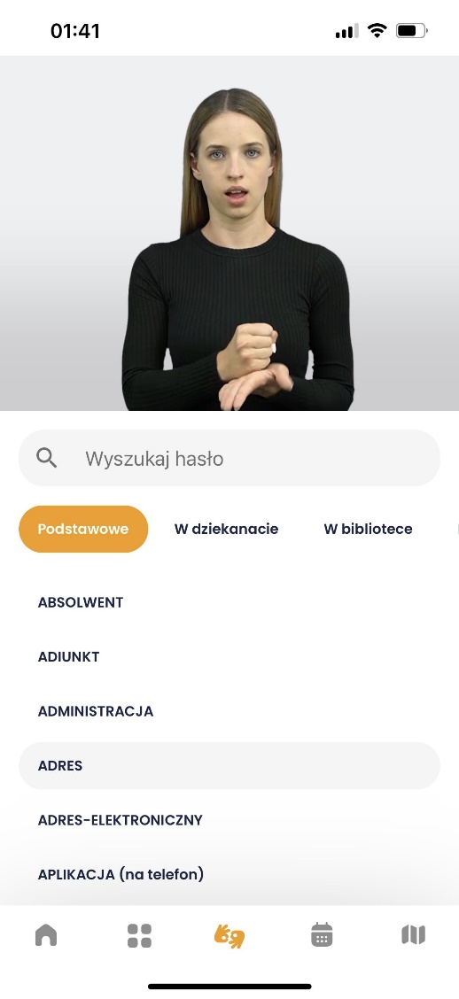 01:41
Wyszukaj hasło
Podstawowe W dziekanacie W bibliotece
ABSOLWENT
ADIUNKT
ADMINISTRACJA
ADRES
ADRES-ELEKTRONICZNY
APLIKACJA (na telefon)